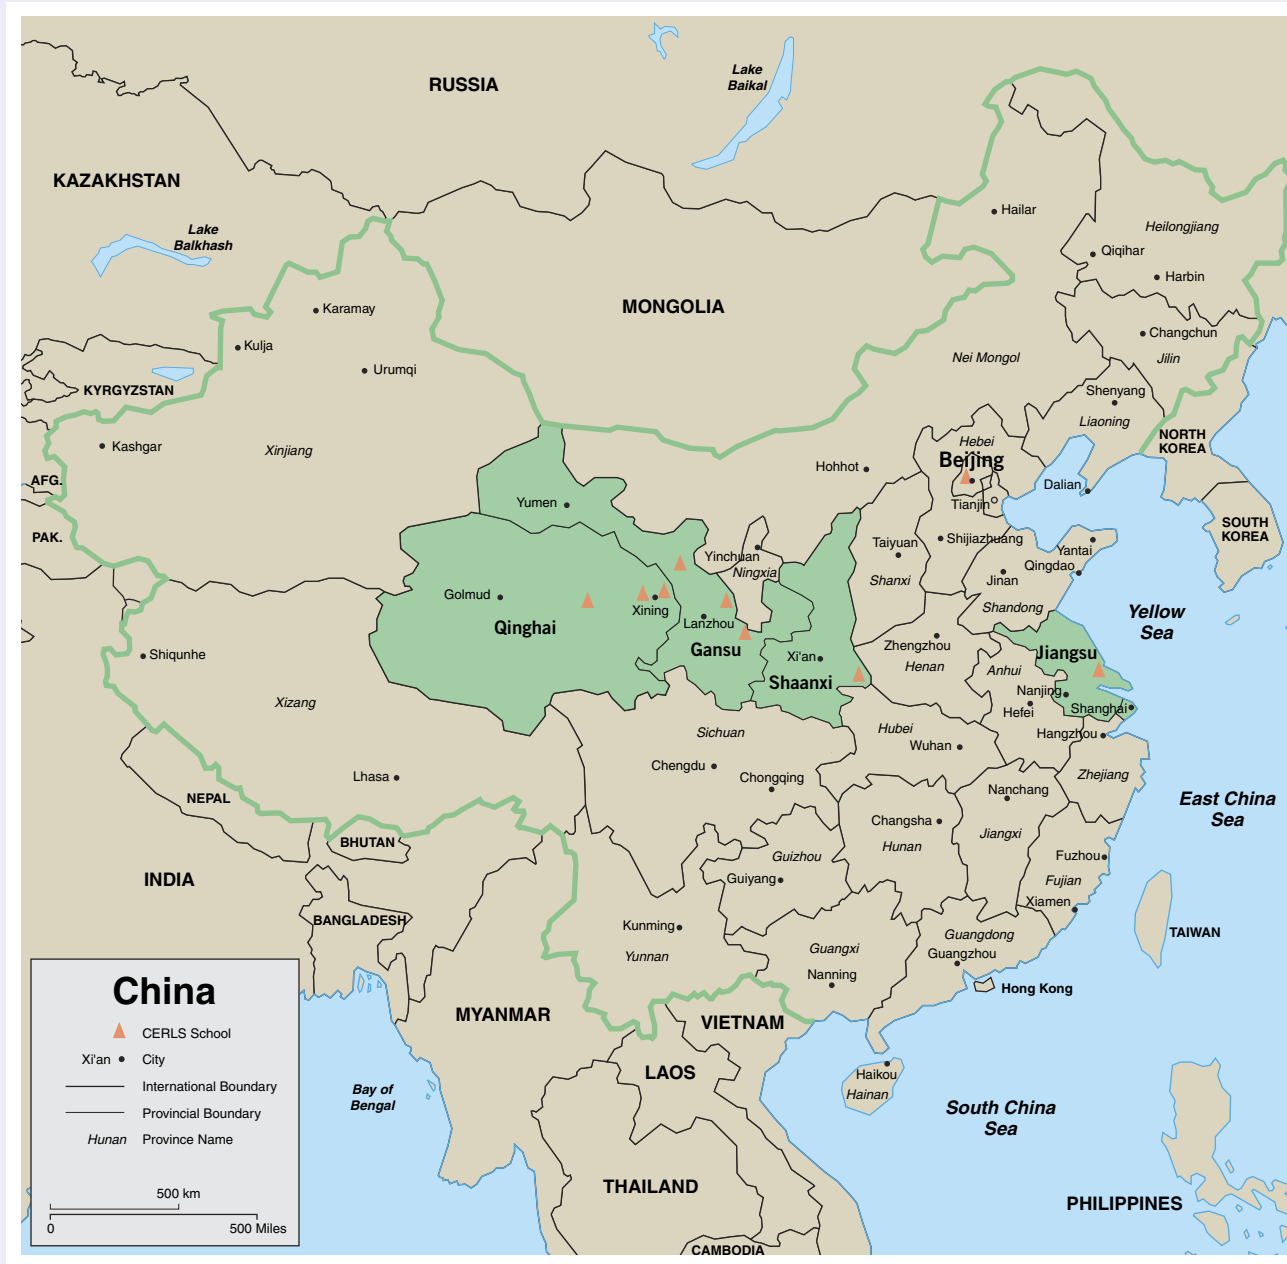 RUSSIA
Lake
Baikal
KAZAKHSTAN
Lake
Balkhash
Hailar
Heilongjiang
Qiqihar
Harbin
Karamay
MONGOLIA
Changchun
Kulja
Nei Mongol
Jilin
Urumqi
KYRGYZSTAN
Shenyang
Liaoning
Kashgar
Xinjiang
Hebei
NORTH
KOREA
Beijing
Hohhot
AFG.
Dalian
Yumen
Tianjin
SOUTH
KOREA
PAK.
Taiyuan
Shijiazhuang
Yantai
Yinchuan
Qingdao
Ningxia
Shanxi
Jinan
Golmud
Xining
Shandong
Yellow
Sea
Qinghai
Lanzhou
Zhengzhou
Gansu
Jiangsu
Shiqunhe
Xi'an
Henan
Anhui
Shaanxi
Nanjing
Xizang
Hefei
Shanghai
Sichuan
Hubei
Hangzhou
Wuhan
Chengdu
Lhasa
Chongqing
Zhejiang
Nanchang
NEPAL
East China
Sea
Changsha
Jiangxi
BHUTAN
Hunan
Guizhou
Fuzhou
INDIA
Guiyang
Fujian
Xiamen
BANGLADESH
Kunming
TAIWAN
Guangdong
Guangxi
Guangzhou
Yunnan
Nanning
Hong Kong
MYANMAR
VIETNAM
LAOS
Haikou
Hainan
Bay of
Bengal
South China
Sea
THAILAND
PHILIPPINES
CAMBODIA
China
CERLS School
Xi'an City
International Boundary
Provincial Boundary
Hunan Province Name
500 km
0 500 Miles